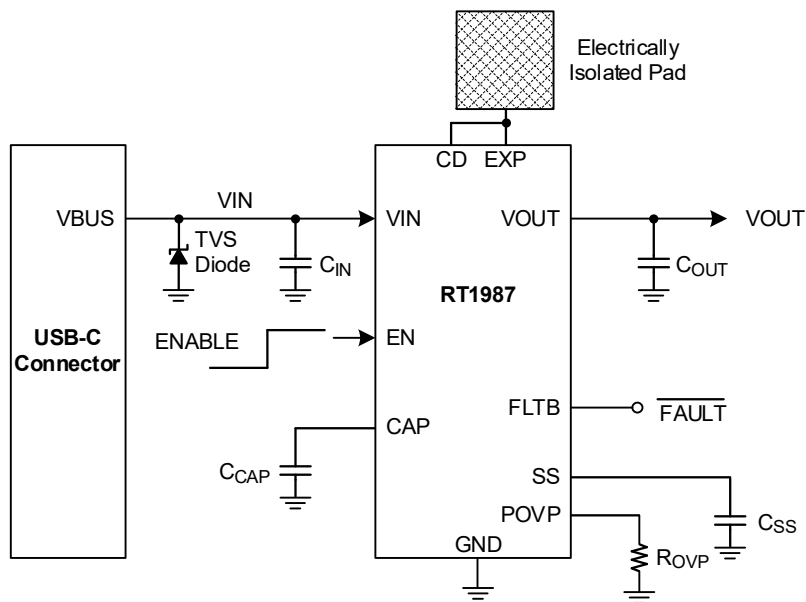 Electrically
Isolated Pad
CD EXP
VBUS
VIN
TVS
Diode
CIN
VIN
VOUT
VOUT
COUT
RT1987
USB-C
Connector
ENABLE
EN
FLTB
FAULT
CAP
CCAP
SS
CSS
POVP
ROVP
GND